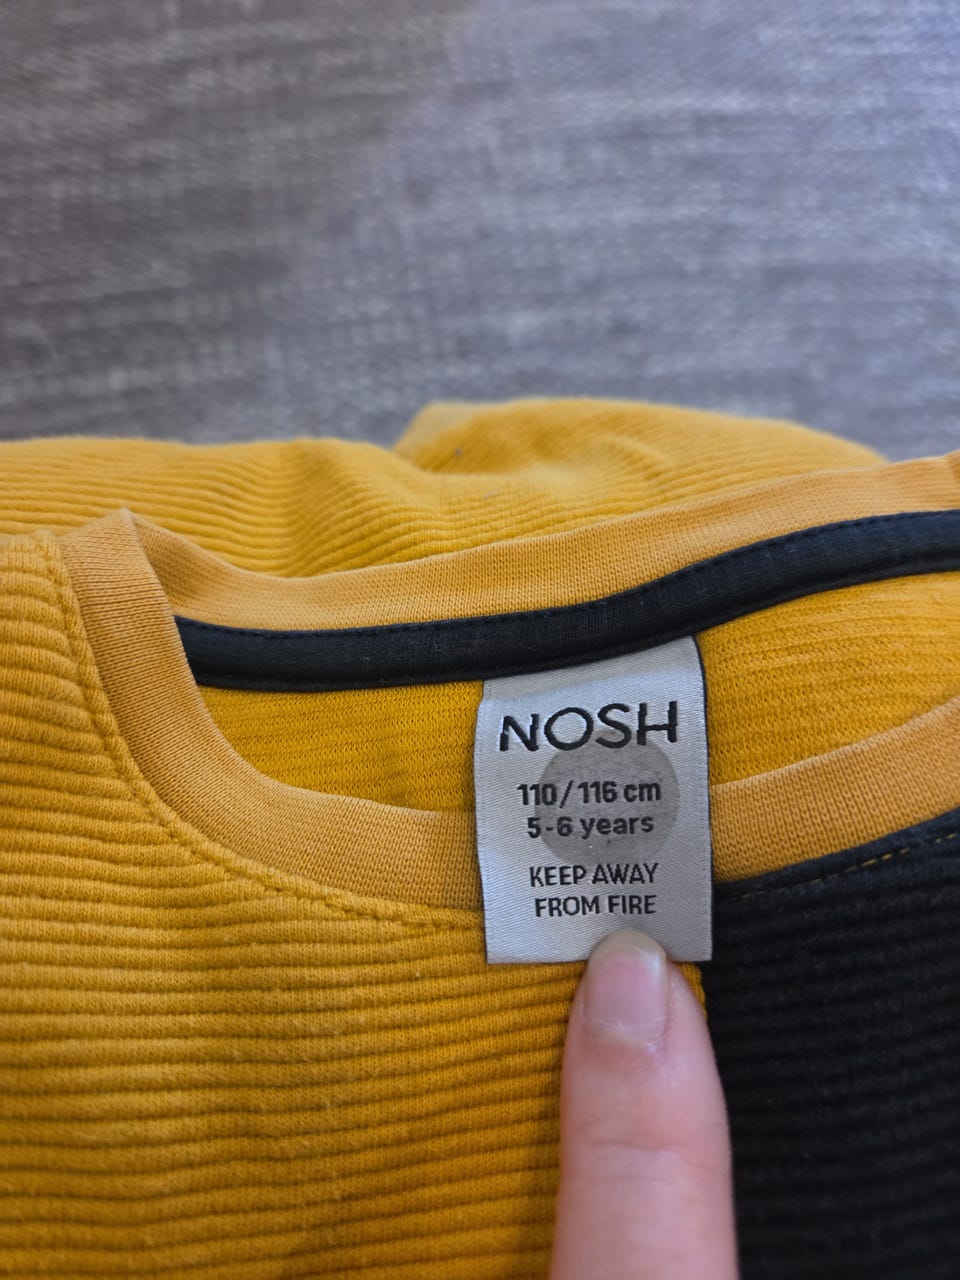 NOSH
110/116 cm
5-6 years
KEEP AWAY
FROM FIRE